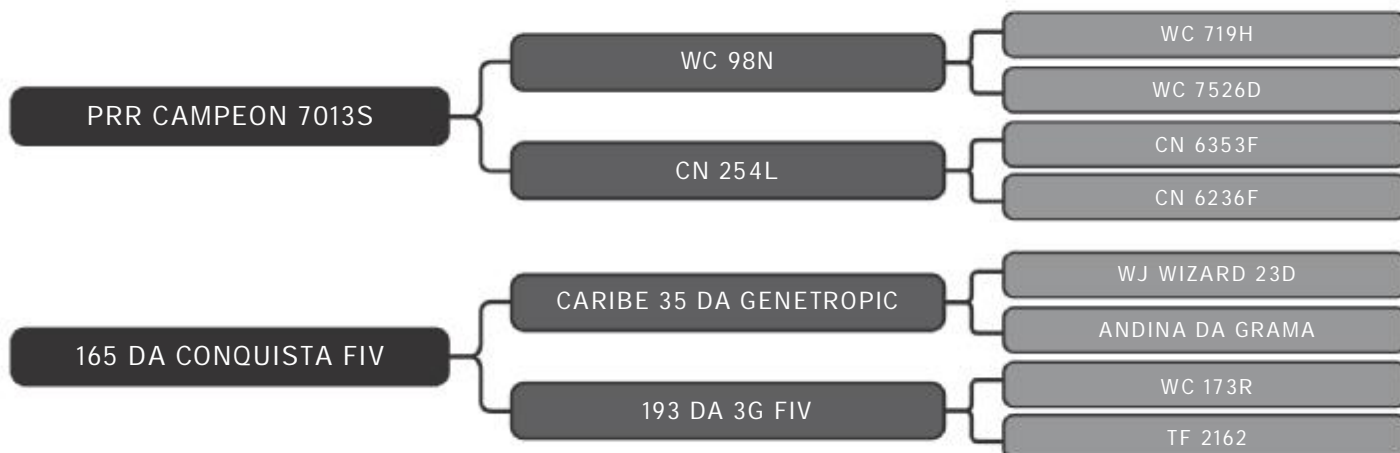 WC 719H
WC 98N
WC 7526D
PRR CAMPEON 7013S
CN 6353F
CN 254L
CN 6236F
WJ WIZARD 23D
CARIBE 35 DA GENETROPIC
ANDINA DA GRAMA
165 DA CONQUISTA FIV
WC 173R
193 DA 3G FIV
TF 2162